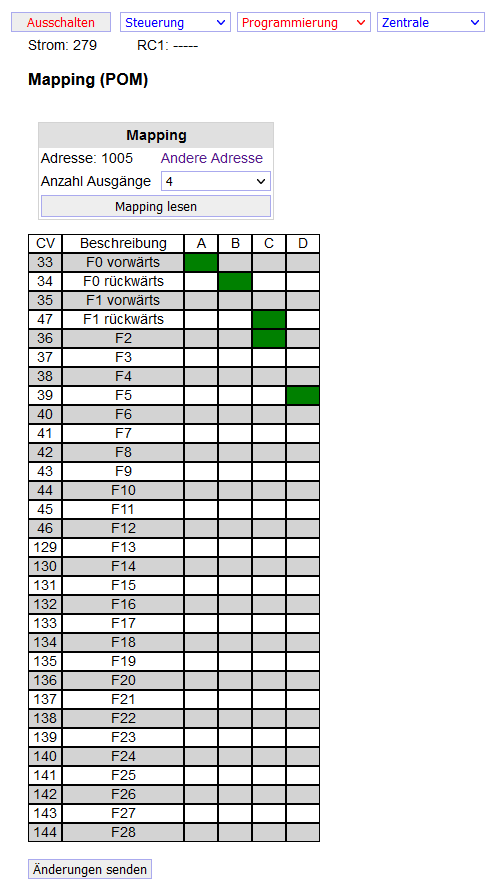 Ausschalten Steuerung Programmierung Zentrale
Strom: 279 RC1: -----
Mapping (POM)
Mapping
Adresse: 1005 Andere Adresse
Anzahl Ausgänge 4
Mapping lesen
CV Beschreibung A B C D
33 F0 vorwärts
34 F0 rückwärts
35 F1 vorwärts
47 F1 rückwärts
36 F2
37 F3
38 F4
39 F5
40 F6
41 F7
42 F8
43 F9
44 F10
45 F11
46 F12
129 F13
130 F14
131 F15
132 F16
133 F17
134 F18
135 F19
136 F20
137 F21
138 F22
139 F23
140 F24
141 F25
142 F26
143 F27
144 F28
Änderungen senden